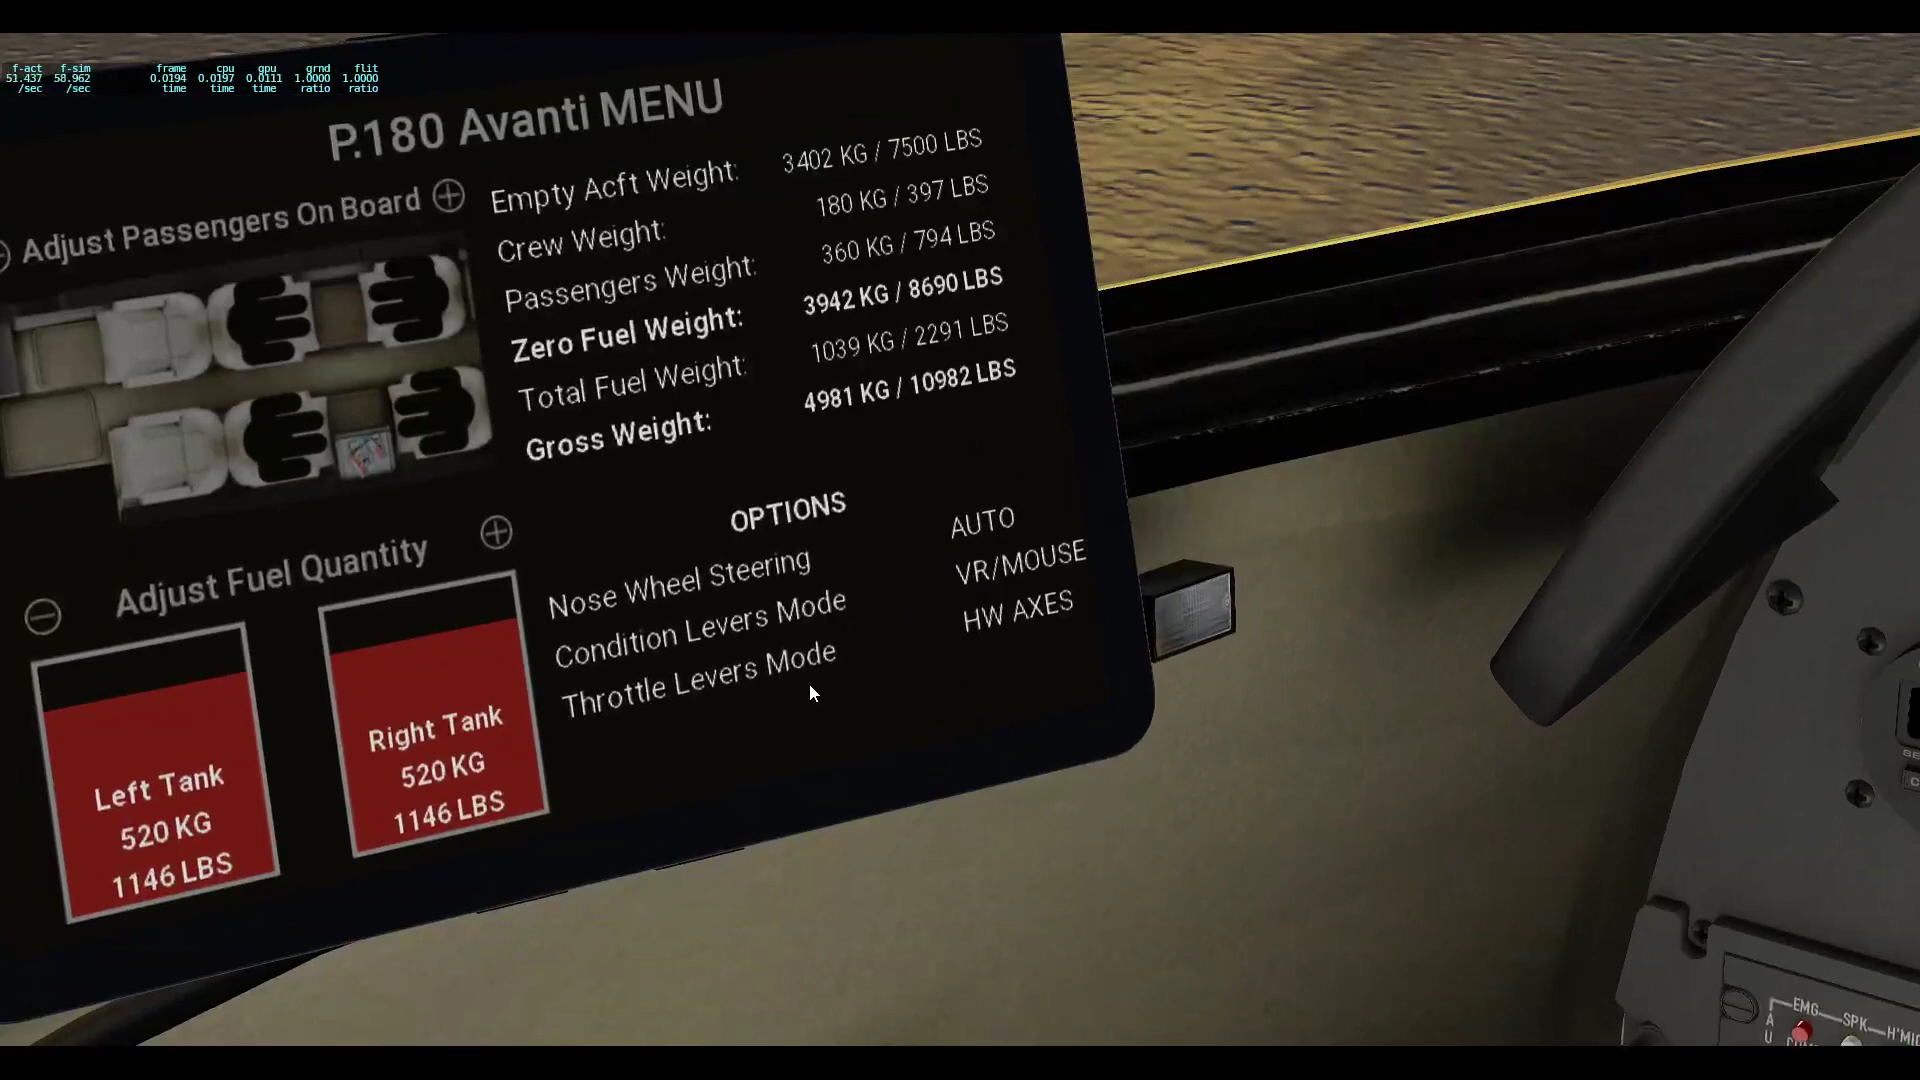 f-act f-sim frame cpu gpu grnd flit
51.437 58.962 0.0194 0.0197 0.0111 1.0000 1.0000
/sec /sec time time time ratio ratio
P.180 Avanti MENU
Adjust Passengers On Board
Empty Acft Weight: 3402 KG / 7500 LBS
Crew Weight: 180 KG / 397 LBS
Passengers Weight: 360 KG / 794 LBS
Zero Fuel Weight: 3942 KG / 8690 LBS
Total Fuel Weight: 1039 KG / 2291 LBS
Gross Weight: 4981 KG / 10982 LBS
OPTIONS
Nose Wheel Steering AUTO
Condition Levers Mode VR/MOUSE
Throttle Levers Mode HW AXES
Adjust Fuel Quantity
Left Tank
520 KG
1146 LBS
Right Tank
520 KG
1146 LBS
EMG SPK